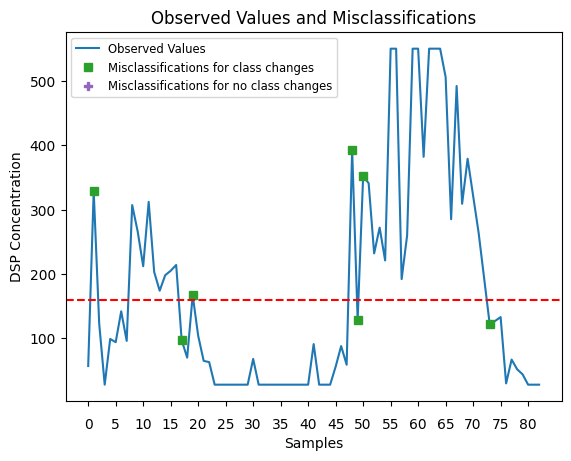 Observed Values and Misclassifications
Observed Values
Misclassifications for class changes
Misclassifications for no class changes
DSP Concentration
500
400
300
200
100
0 5 10 15 20 25 30 35 40 45 50 55 60 65 70 75 80
Samples